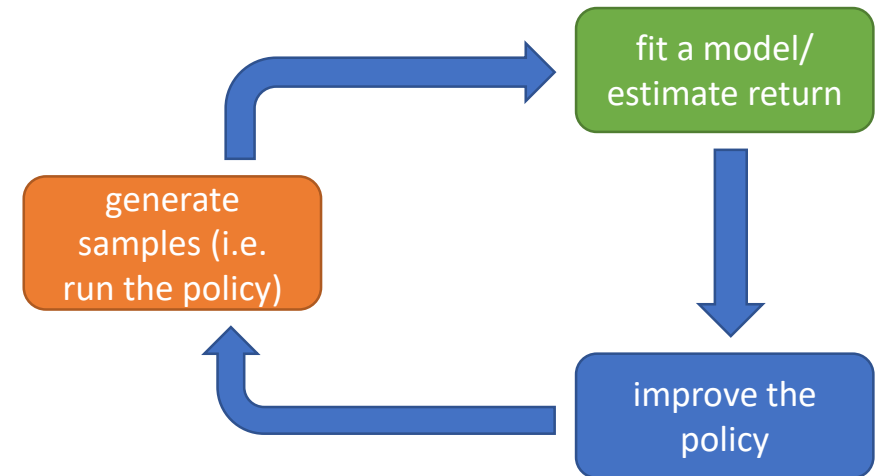 fit a model/
estimate return
generate
samples (i.e.
run the policy)
improve the
policy